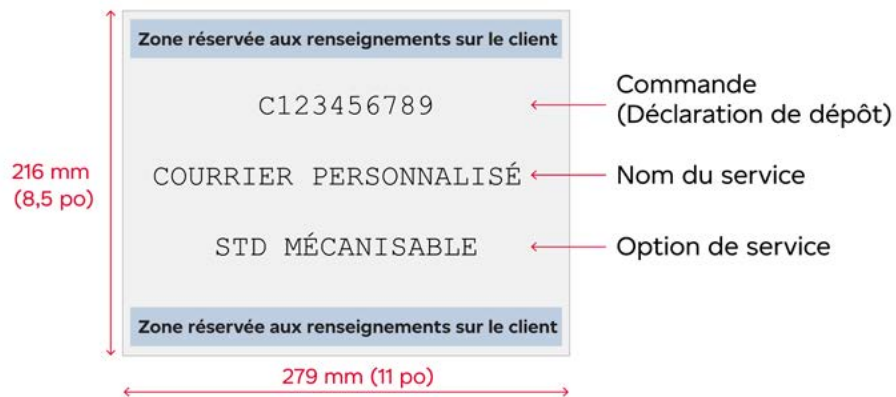 Zone réservée aux renseignements sur le client
C123456789
Commande
(Déclaration de dépôt)
216 mm
(8,5 po)
COURRIER PERSONNALISÉ
Nom du service
STD MÉCANISABLE
Option de service
Zone réservée aux renseignements sur le client
279 mm (11 po)